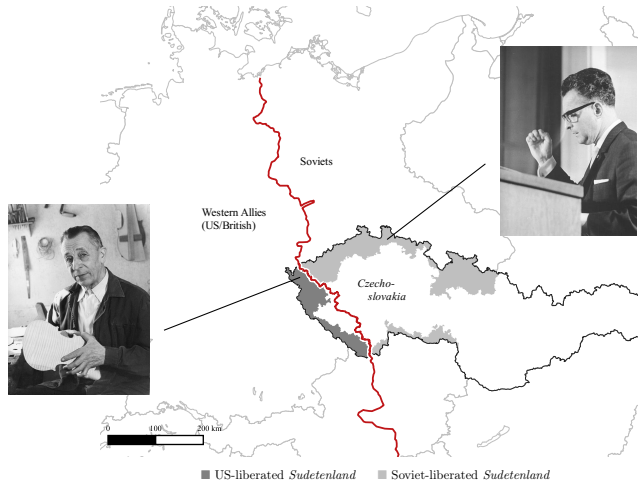 Soviets
Western Allies
(US/British)
Czecho-
slovakia
0 100 200 km
US-liberated Sudetenland Soviet-liberated Sudetenland